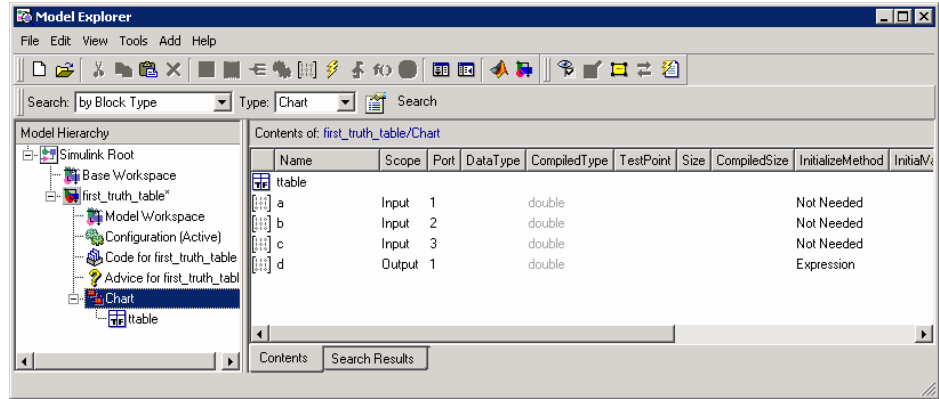 Model Explorer
File Edit View Tools Add Help
Search: by Block Type Type: Chart Search
Model Hierarchy
Contents of: first_truth_table/Chart
Simulink Root
Base Workspace
first_truth_table*
Model Workspace
Configuration (Active)
Code for first_truth_table
Advice for first_truth_tabl
Chart
ttable
Name Scope Port DataType CompiledType TestPoint Size CompiledSize InitializeMethod InitialVa
ttable
a Input 1 double Not Needed
b Input 2 double Not Needed
c Input 3 double Not Needed
d Output 1 double Expression
Contents Search Results